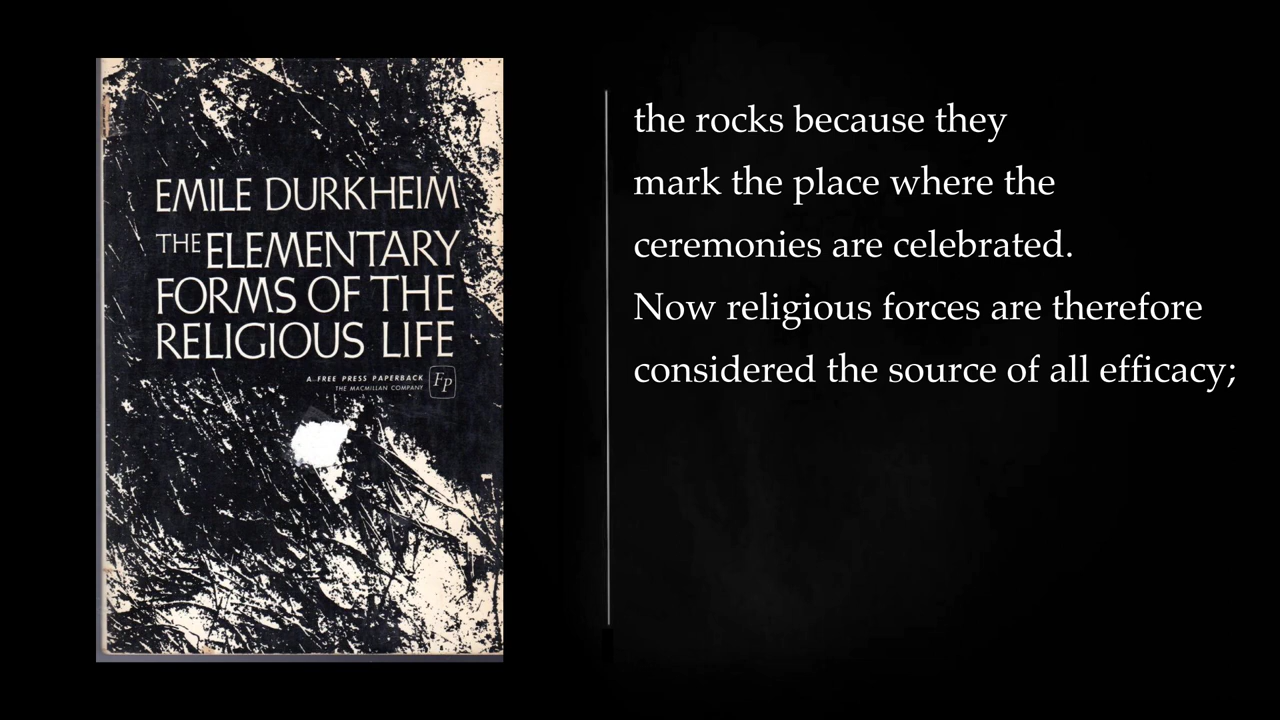 EMILE DURKHEIM
THE ELEMENTARY
FORMS OF THE
RELIGIOUS LIFE
A FREE PRESS PAPERBACK
THE MACMILLAN COMPANY
FP
the rocks because they
mark the place where the
ceremonies are celebrated.
Now religious forces are therefore
considered the source of all efficacy;